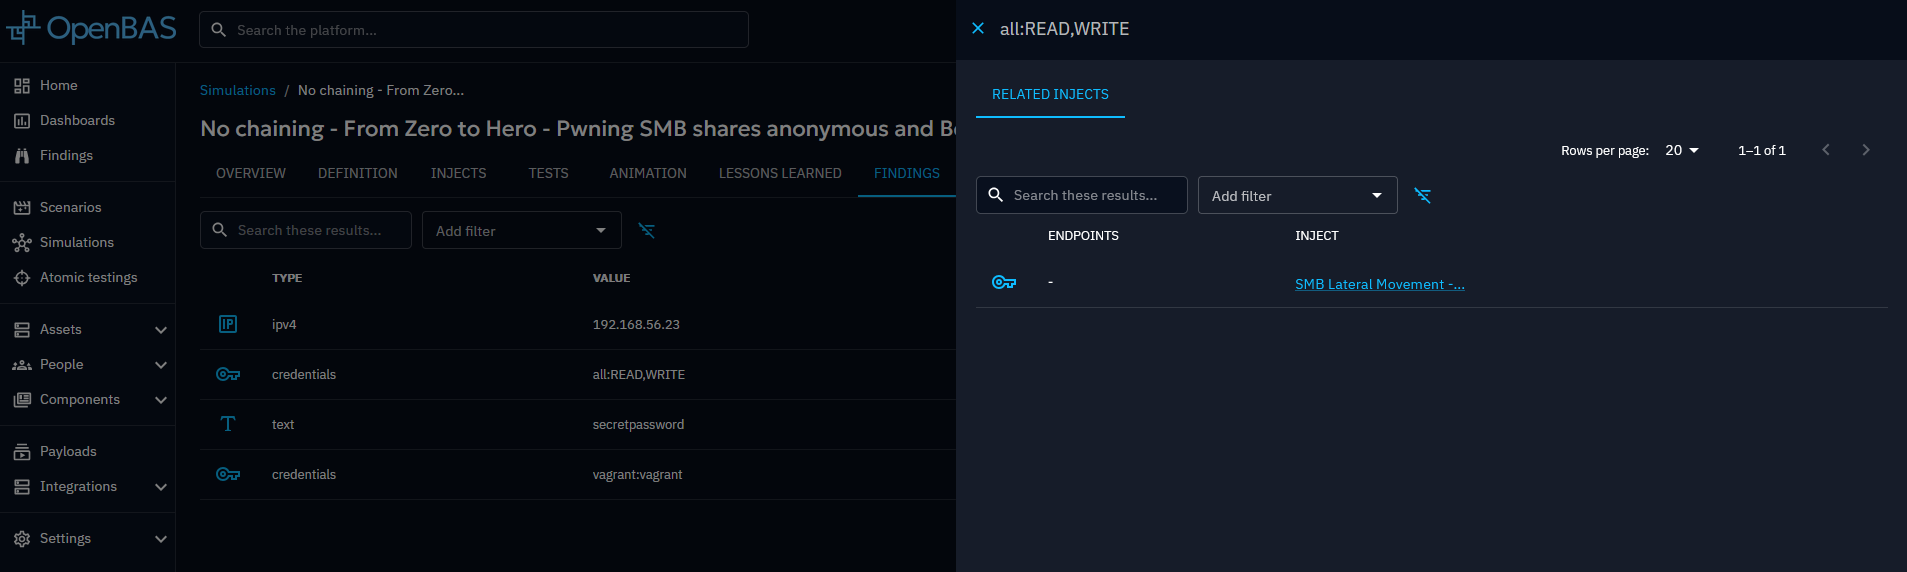 OpenBAS
Search the platform...
Home
Dashboards
Findings
Scenarios
Simulations
Atomic testings
Assets
People
Components
Payloads
Integrations
Settings
Simulations / No chaining - From Zero...
No chaining - From Zero to Hero - Pwning SMB shares anonymous and B
OVERVIEW DEFINITION INJECTS TESTS ANIMATION LESSONS LEARNED FINDINGS
Search these results... Add filter
TYPE VALUE
IP ipv4 192.168.56.23
credentials all:READ,WRITE
T text secretpassword
credentials vagrant:vagrant
all:READ,WRITE
RELATED INJECTS
Rows per page: 20 1–1 of 1
Search these results... Add filter
ENDPOINTS INJECT
- SMB Lateral Movement -...